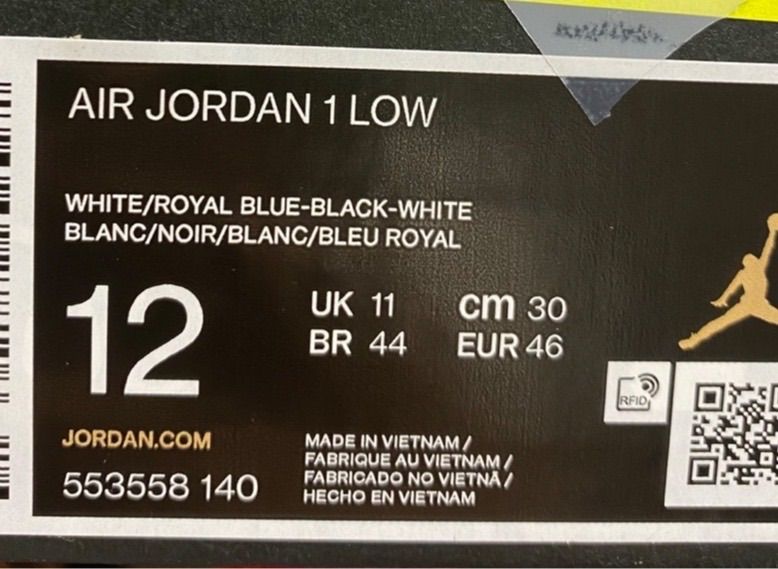 AIR JORDAN 1 LOW
WHITE/ROYAL BLUE-BLACK-WHITE
BLANC/NOIR/BLANC/BLEU ROYAL
12
UK 11 cm 30
BR 44 EUR 46
RFID
JORDAN.COM
553558 140
MADE IN VIETNAM /
FABRIQUE AU VIETNAM /
FABRICADO NO VIETNÃ /
HECHO EN VIETNAM